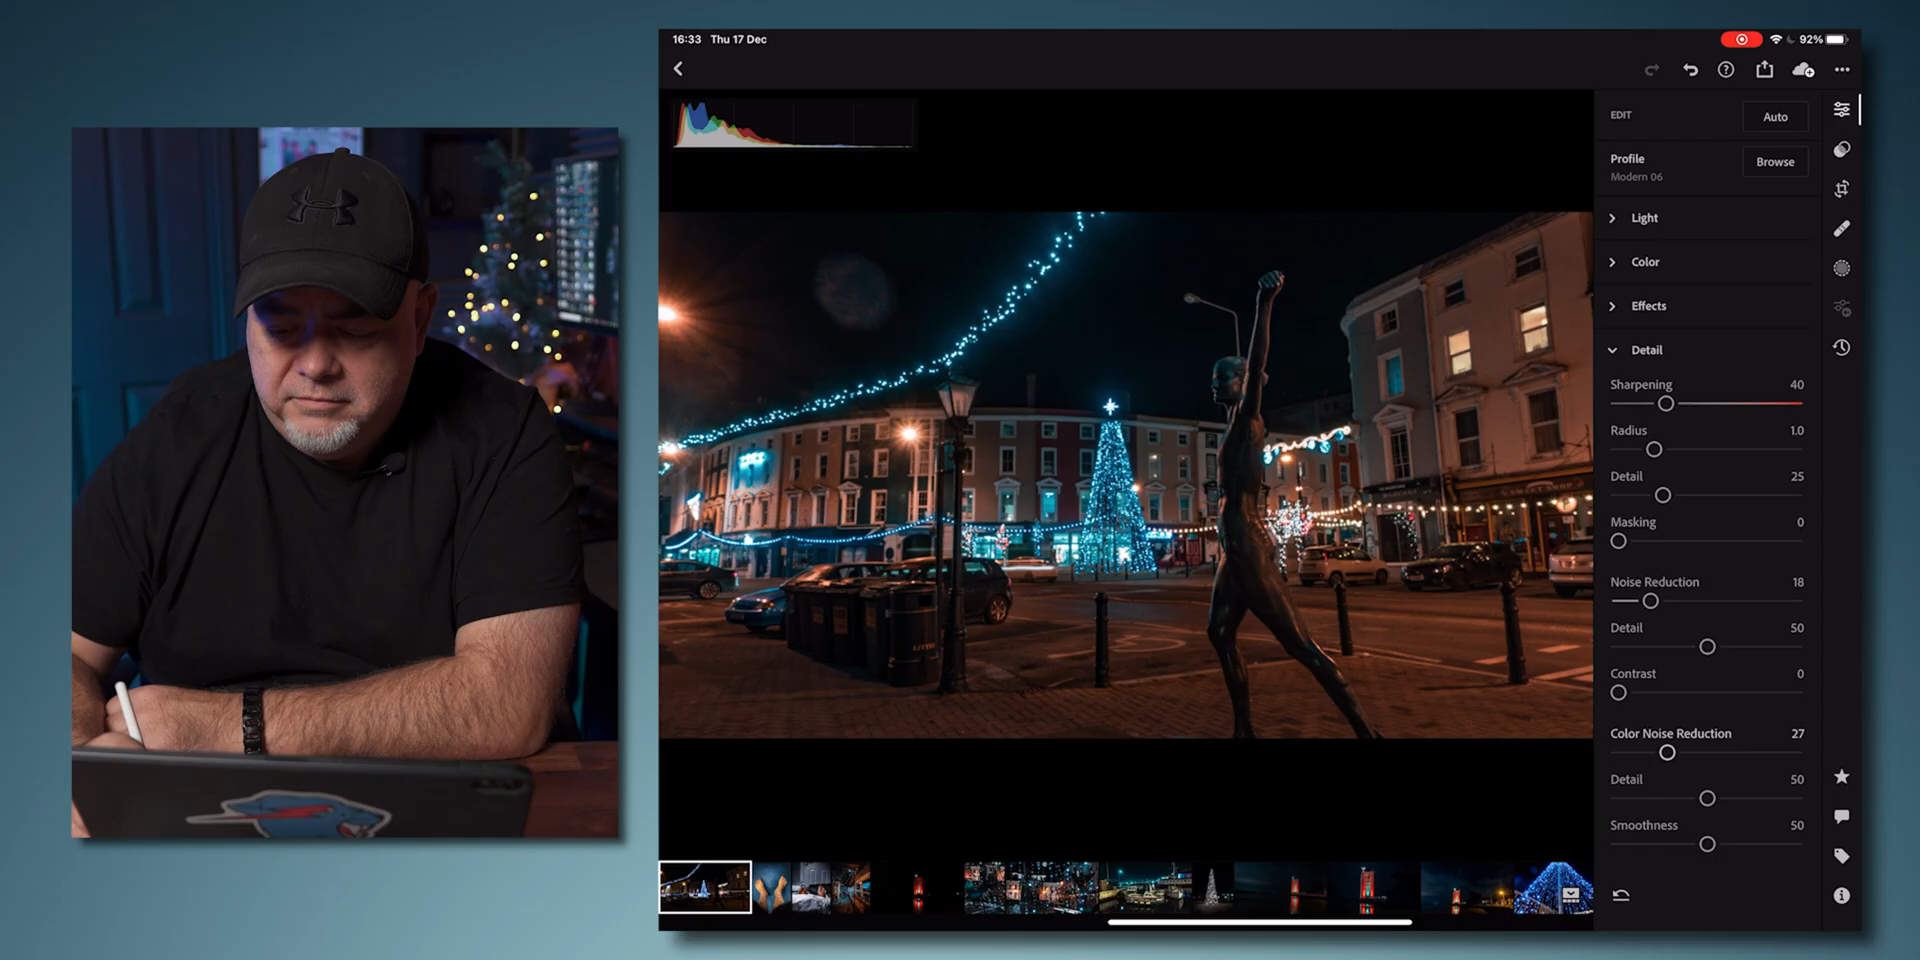 16:33 Thu 17 Dec
92%
EDIT
Auto
Profile
Modern 06
Browse
Light
Color
Effects
Detail
Sharpening 40
Radius 1.0
Detail 25
Masking 0
Noise Reduction 18
Detail 50
Contrast 0
Color Noise Reduction 27
Detail 50
Smoothness 50